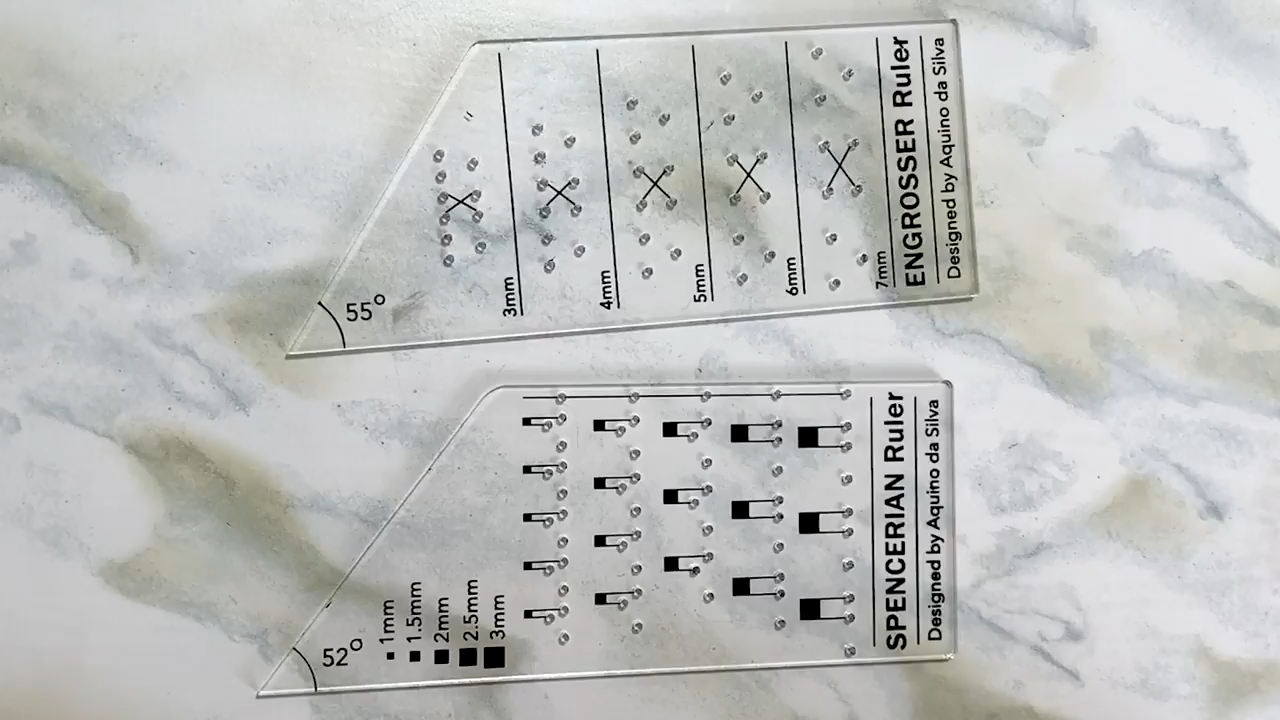 3mm
4mm
5mm
6mm
7mm
55°
ENGROSSER Ruler
Designed by Aquino da Silva
52°
1mm
1.5mm
2mm
2.5mm
3mm
SPENCERIAN Ruler
Designed by Aquino da Silva